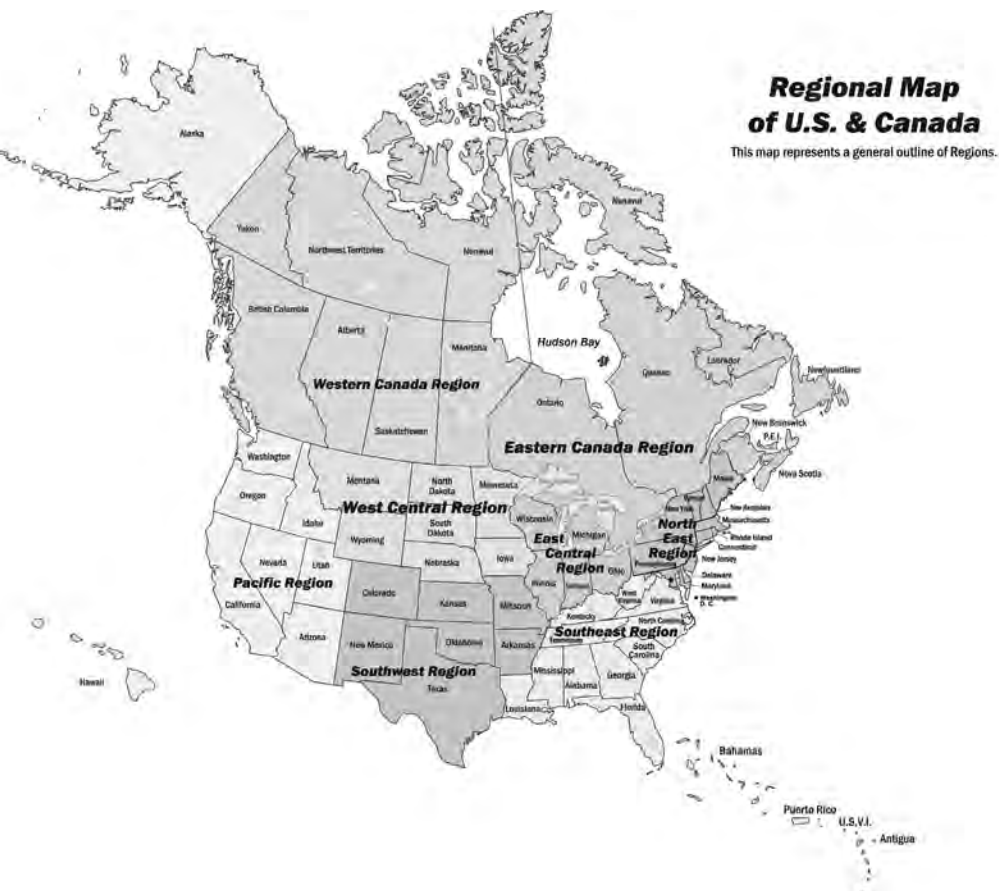 Regional Map
of U.S. & Canada
This map represents a general outline of Regions.
Alaska
Yukon
Northwest Territories
Nunavut
Nunavut
British Columbia
Alberta
Manitoba
Saskatchewan
Western Canada Region
Hudson Bay
Ontario
Quebec
Labrador
Newfoundland
Eastern Canada Region
New Brunswick
P.E.I.
Nova Scotia
Washington
Oregon
Idaho
Nevada
Utah
California
Arizona
Pacific Region
Hawaii
Montana
North
Dakota
Minnesota
West Central Region
South
Dakota
Wyoming
Nebraska
Iowa
Wisconsin
Michigan
East
Central
Region
Illinois
Ohio
Maine
New York
North
East
Region
Massachusetts
Rhode Island
Connecticut
New Jersey
Delaware
Maryland
Washington
D. C.
Colorado
Kansas
Missouri
New Mexico
Oklahoma
Arkansas
Southwest Region
Texas
West
Virginia
Virginia
Kentucky
North Carolina
Southeast Region
South
Carolina
Mississippi
Alabama
Georgia
Louisiana
Florida
Bahamas
Puerto Rico
U.S.V.I.
Antigua